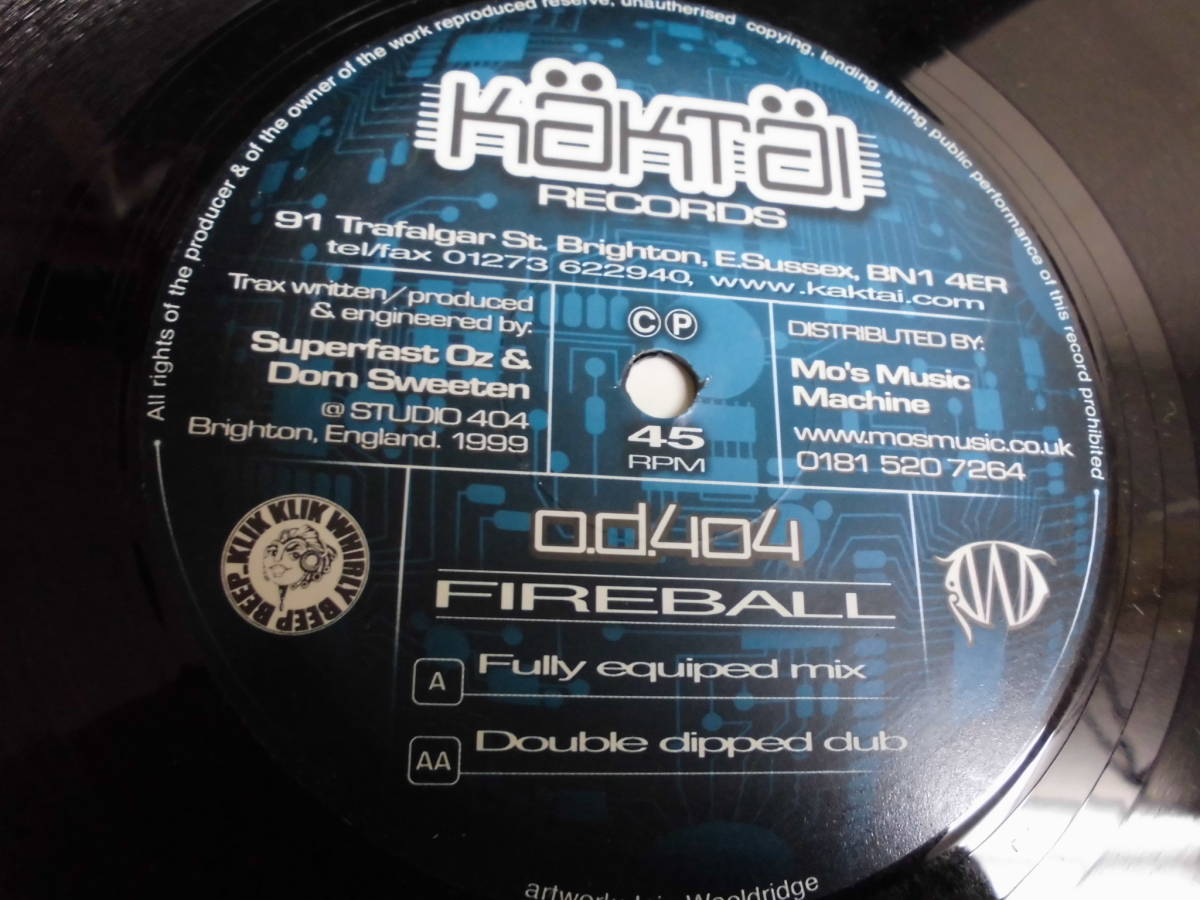 All rights of the producer & of the owner of the work reproduced reserve, unauthorised copying, lending, hiring, public performance of this record prohibited
KäKTäI
RECORDS
91 Trafalgar St. Brighton, E.Sussex, BN1 4ER
tel/fax 01273 622940, www.kaktai.com
Trax written/produced
& engineered by:
Superfast Oz &
Dom Sweeten
@ STUDIO 404
Brighton, England. 1999
© ℗
45
RPM
DISTRIBUTED BY:
Mo's Music
Machine
www.mosmusic.co.uk
0181 520 7264
KLIK KLIK WHIRLY BEEP BEEP
o.d.404
FIREBALL
A Fully equiped mix
AA Double dipped dub
Wooldridge